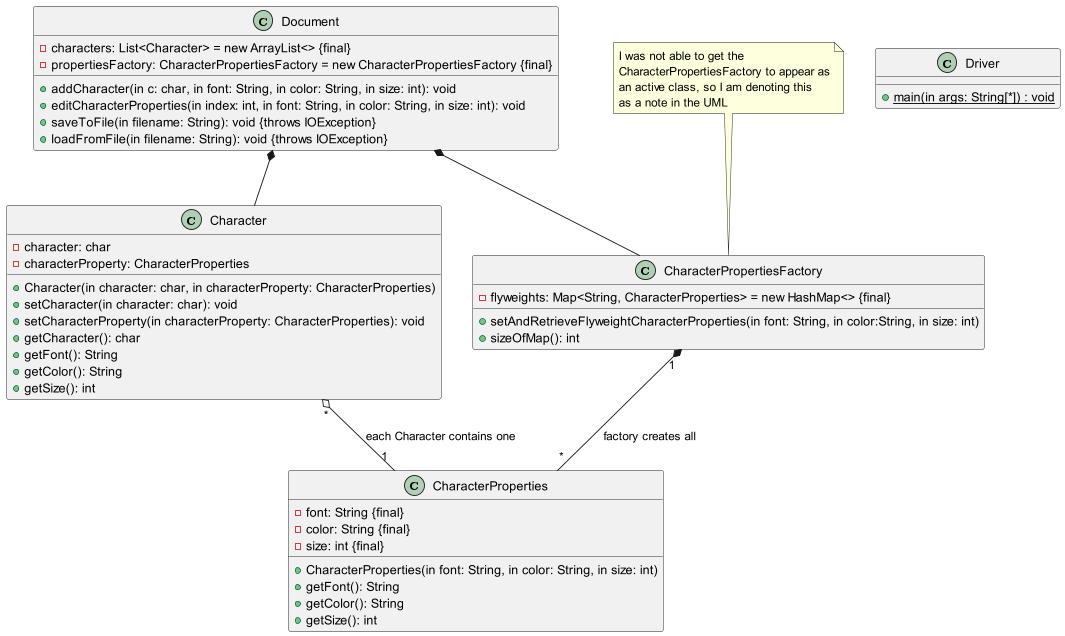 C Document
characters: List<Character> = new ArrayList<> {final}
propertiesFactory: CharacterPropertiesFactory = new CharacterPropertiesFactory {final}
addCharacter(in c: char, in font: String, in color: String, in size: int): void
editCharacterProperties(in index: int, in font: String, in color: String, in size: int): void
saveToFile(in filename: String): void {throws IOException}
loadFromFile(in filename: String): void {throws IOException}
I was not able to get the
CharacterPropertiesFactory to appear as
an active class, so I am denoting this
as a note in the UML
C Driver
main(in args: String[*]) : void
C Character
character: char
characterProperty: CharacterProperties
Character(in character: char, in characterProperty: CharacterProperties)
setCharacter(in character: char): void
setCharacterProperty(in characterProperty: CharacterProperties): void
getCharacter(): char
getFont(): String
getColor(): String
getSize(): int
C CharacterPropertiesFactory
flyweights: Map<String, CharacterProperties> = new HashMap<> {final}
setAndRetrieveFlyweightCharacterProperties(in font: String, in color:String, in size: int)
sizeOfMap(): int
*
each Character contains one
1
1
factory creates all
*
C CharacterProperties
font: String {final}
color: String {final}
size: int {final}
CharacterProperties(in font: String, in color: String, in size: int)
getFont(): String
getColor(): String
getSize(): int